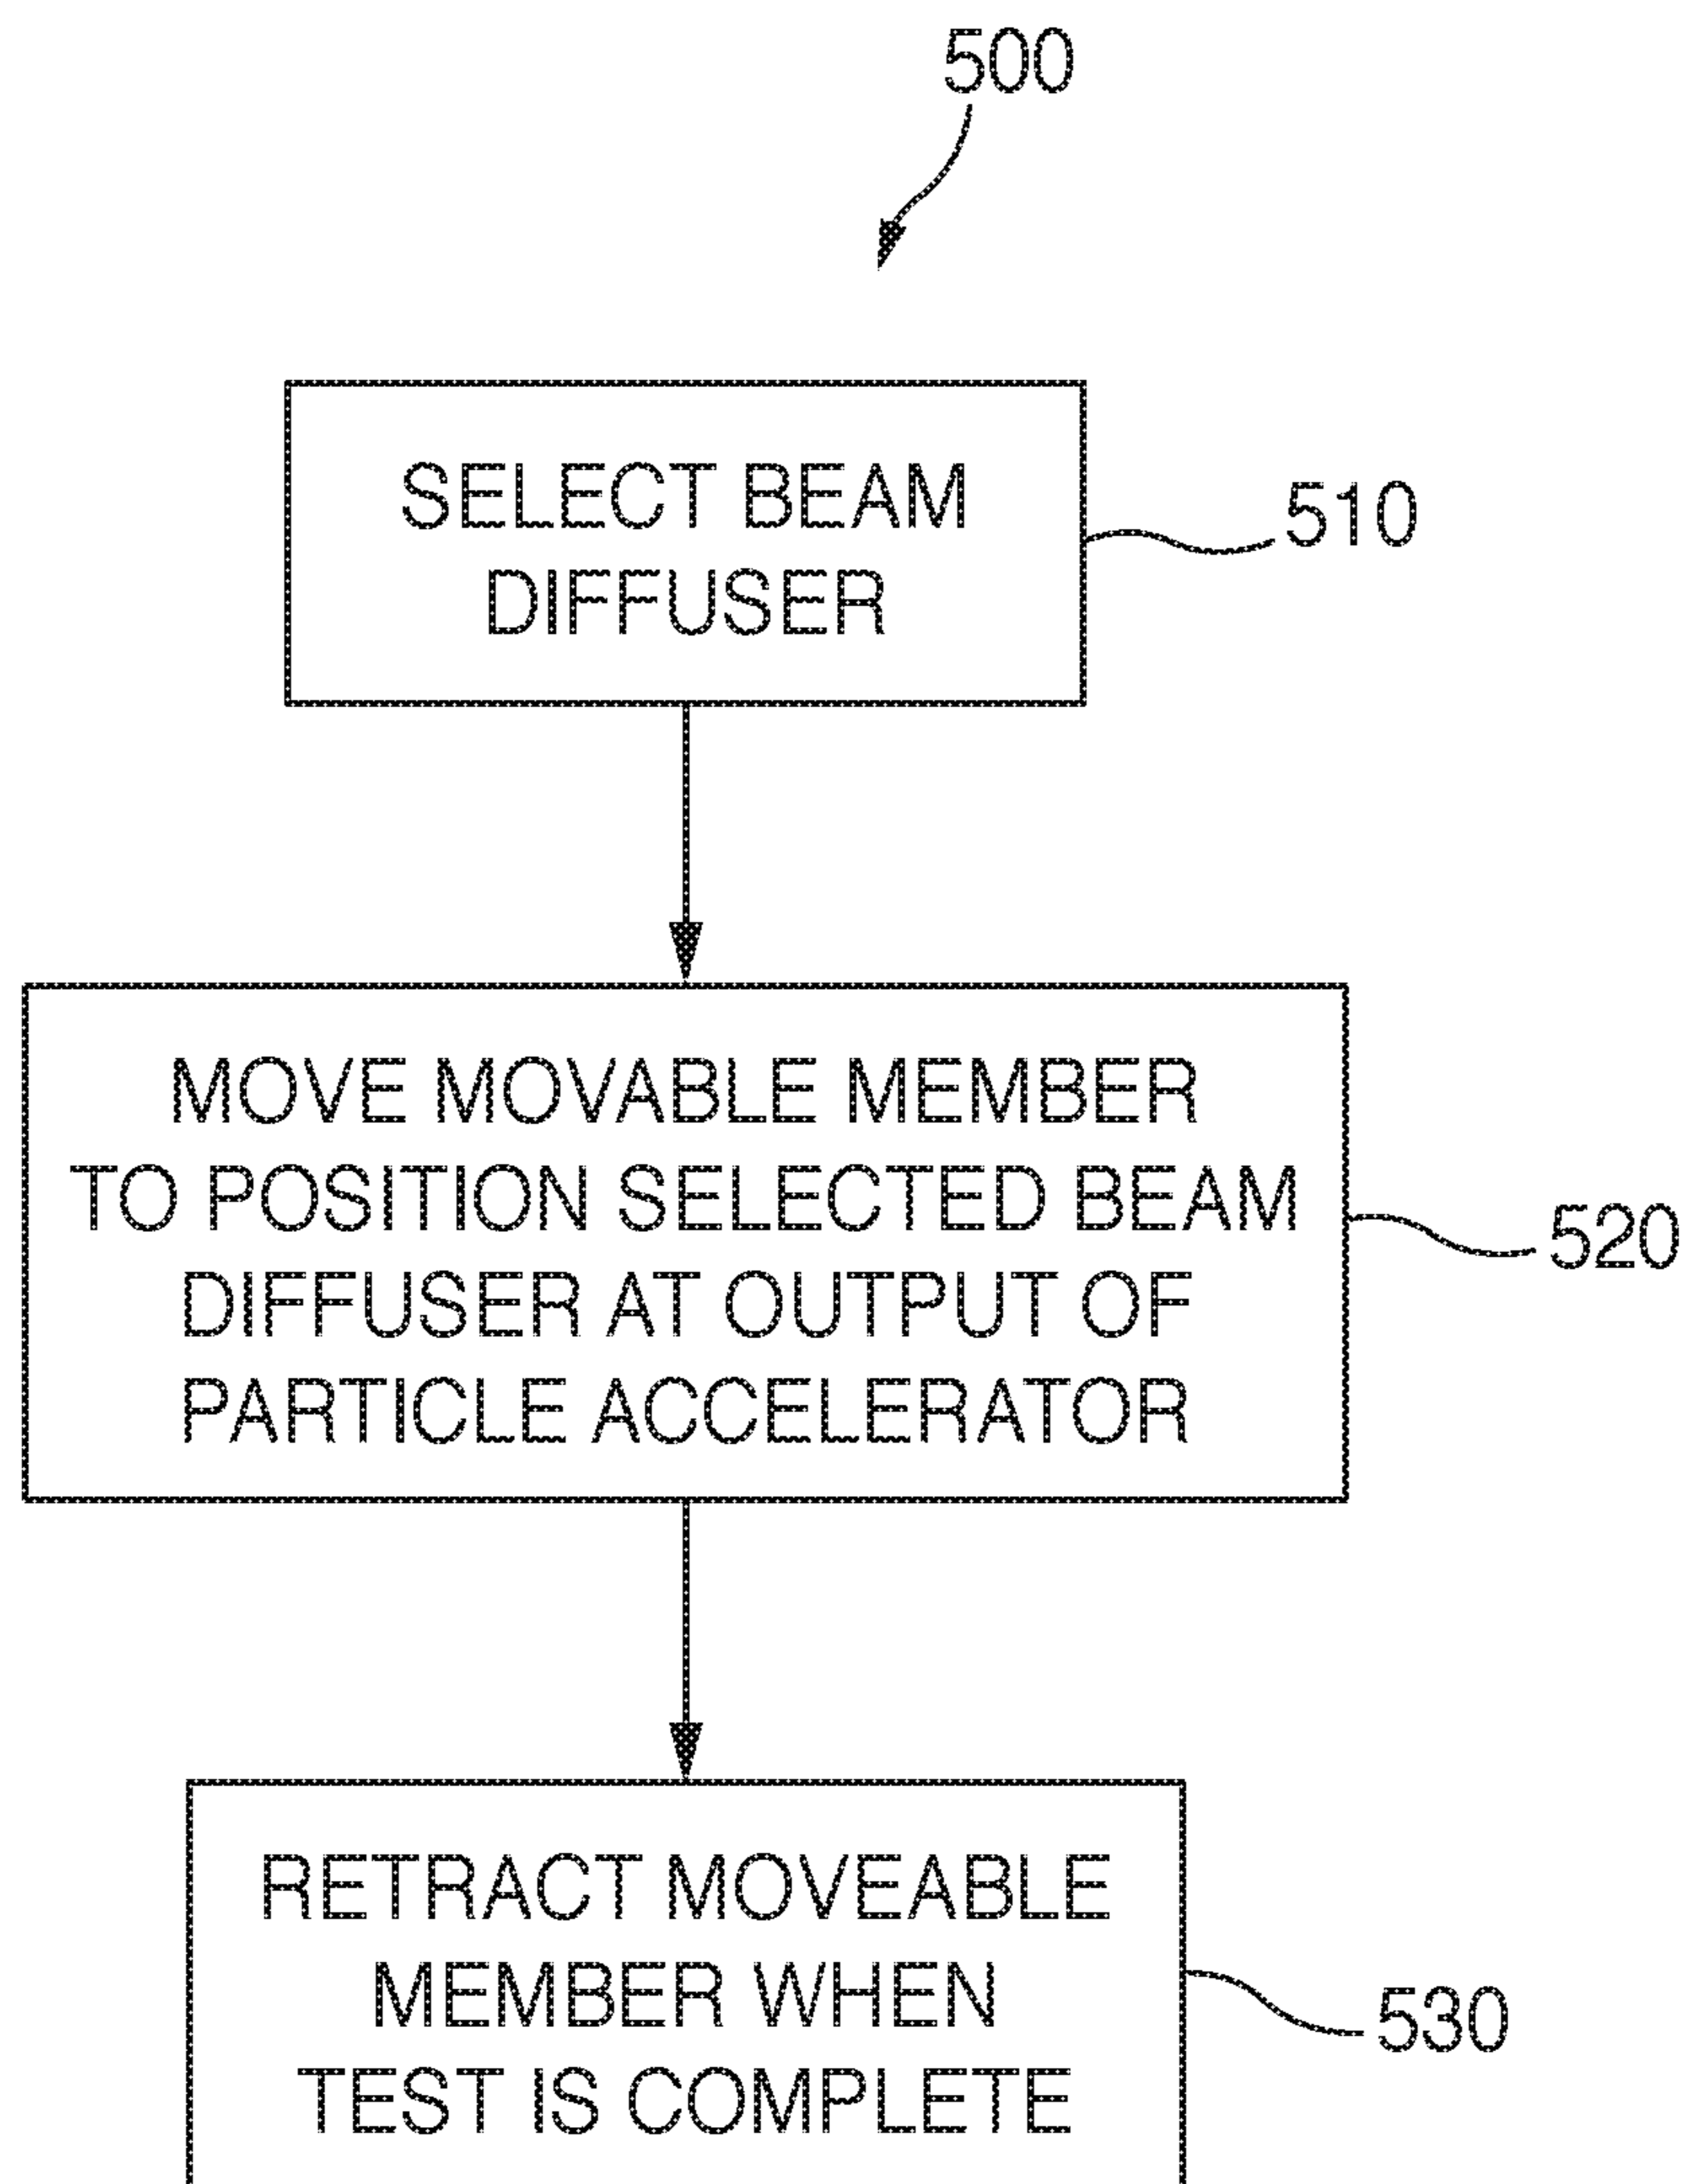 500
SELECT BEAM
DIFFUSER
510
MOVE MOVABLE MEMBER
TO POSITION SELECTED BEAM
DIFFUSER AT OUTPUT OF
PARTICLE ACCELERATOR
520
RETRACT MOVEABLE
MEMBER WHEN
TEST IS COMPLETE
530